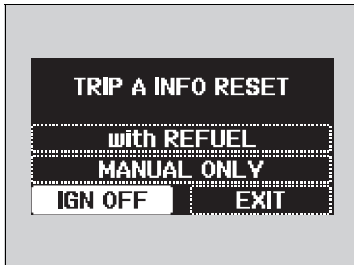 TRIP A INFO RESET
with REFUEL
MANUAL ONLY
IGN OFF EXIT